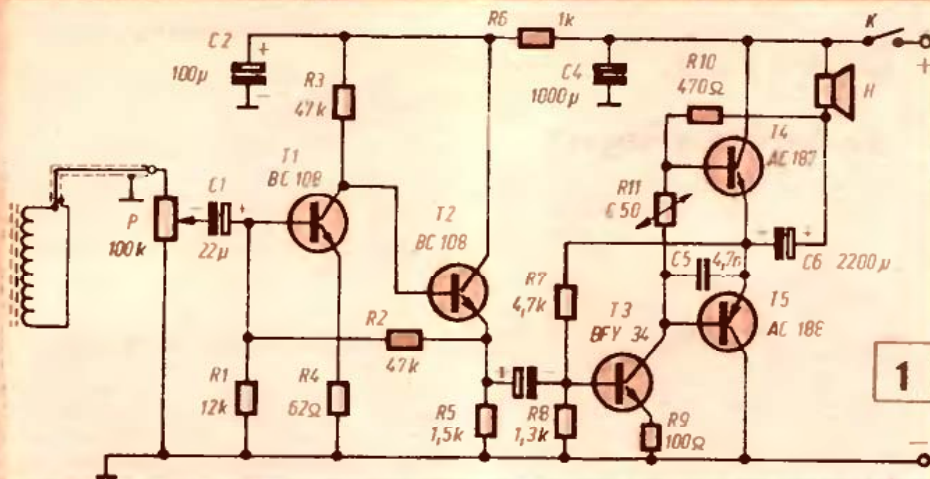 R6
1k
K
C2
+
100µ
−
R3
47k
C4
1000µ
R10
470Ω
H
+
T1
BC 108
T4
AC 187
P
100k
−
C1
+
22µ
T2
BC 108
R11
C 50
−
+
C5
4,7n
C6
2200µ
R7
4,7k
R2
47k
T3
BFY 34
T5
AC 188
1
R1
12k
R4
62Ω
+
−
R5
1,5k
R8
1,3k
R9
100Ω
−